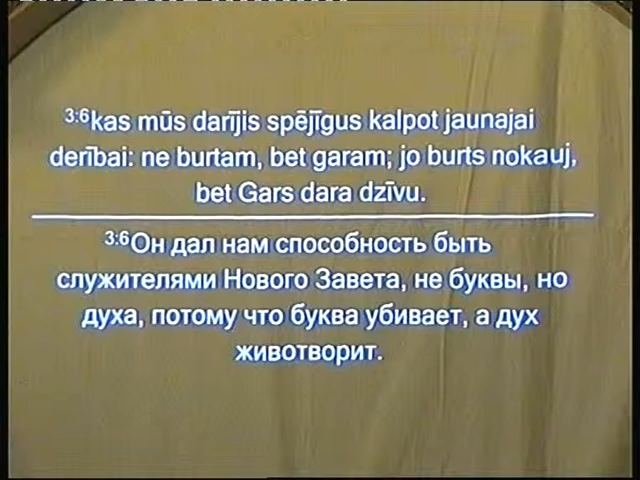 3:6kas mūs darījis spējīgus kalpot jaunajai
derībai: ne burtam, bet garam; jo burts nokauj,
bet Gars dara dzīvu.
3:6Он дал нам способность быть
служителями Нового Завета, не буквы, но
духа, потому что буква убивает, а дух
животворит.